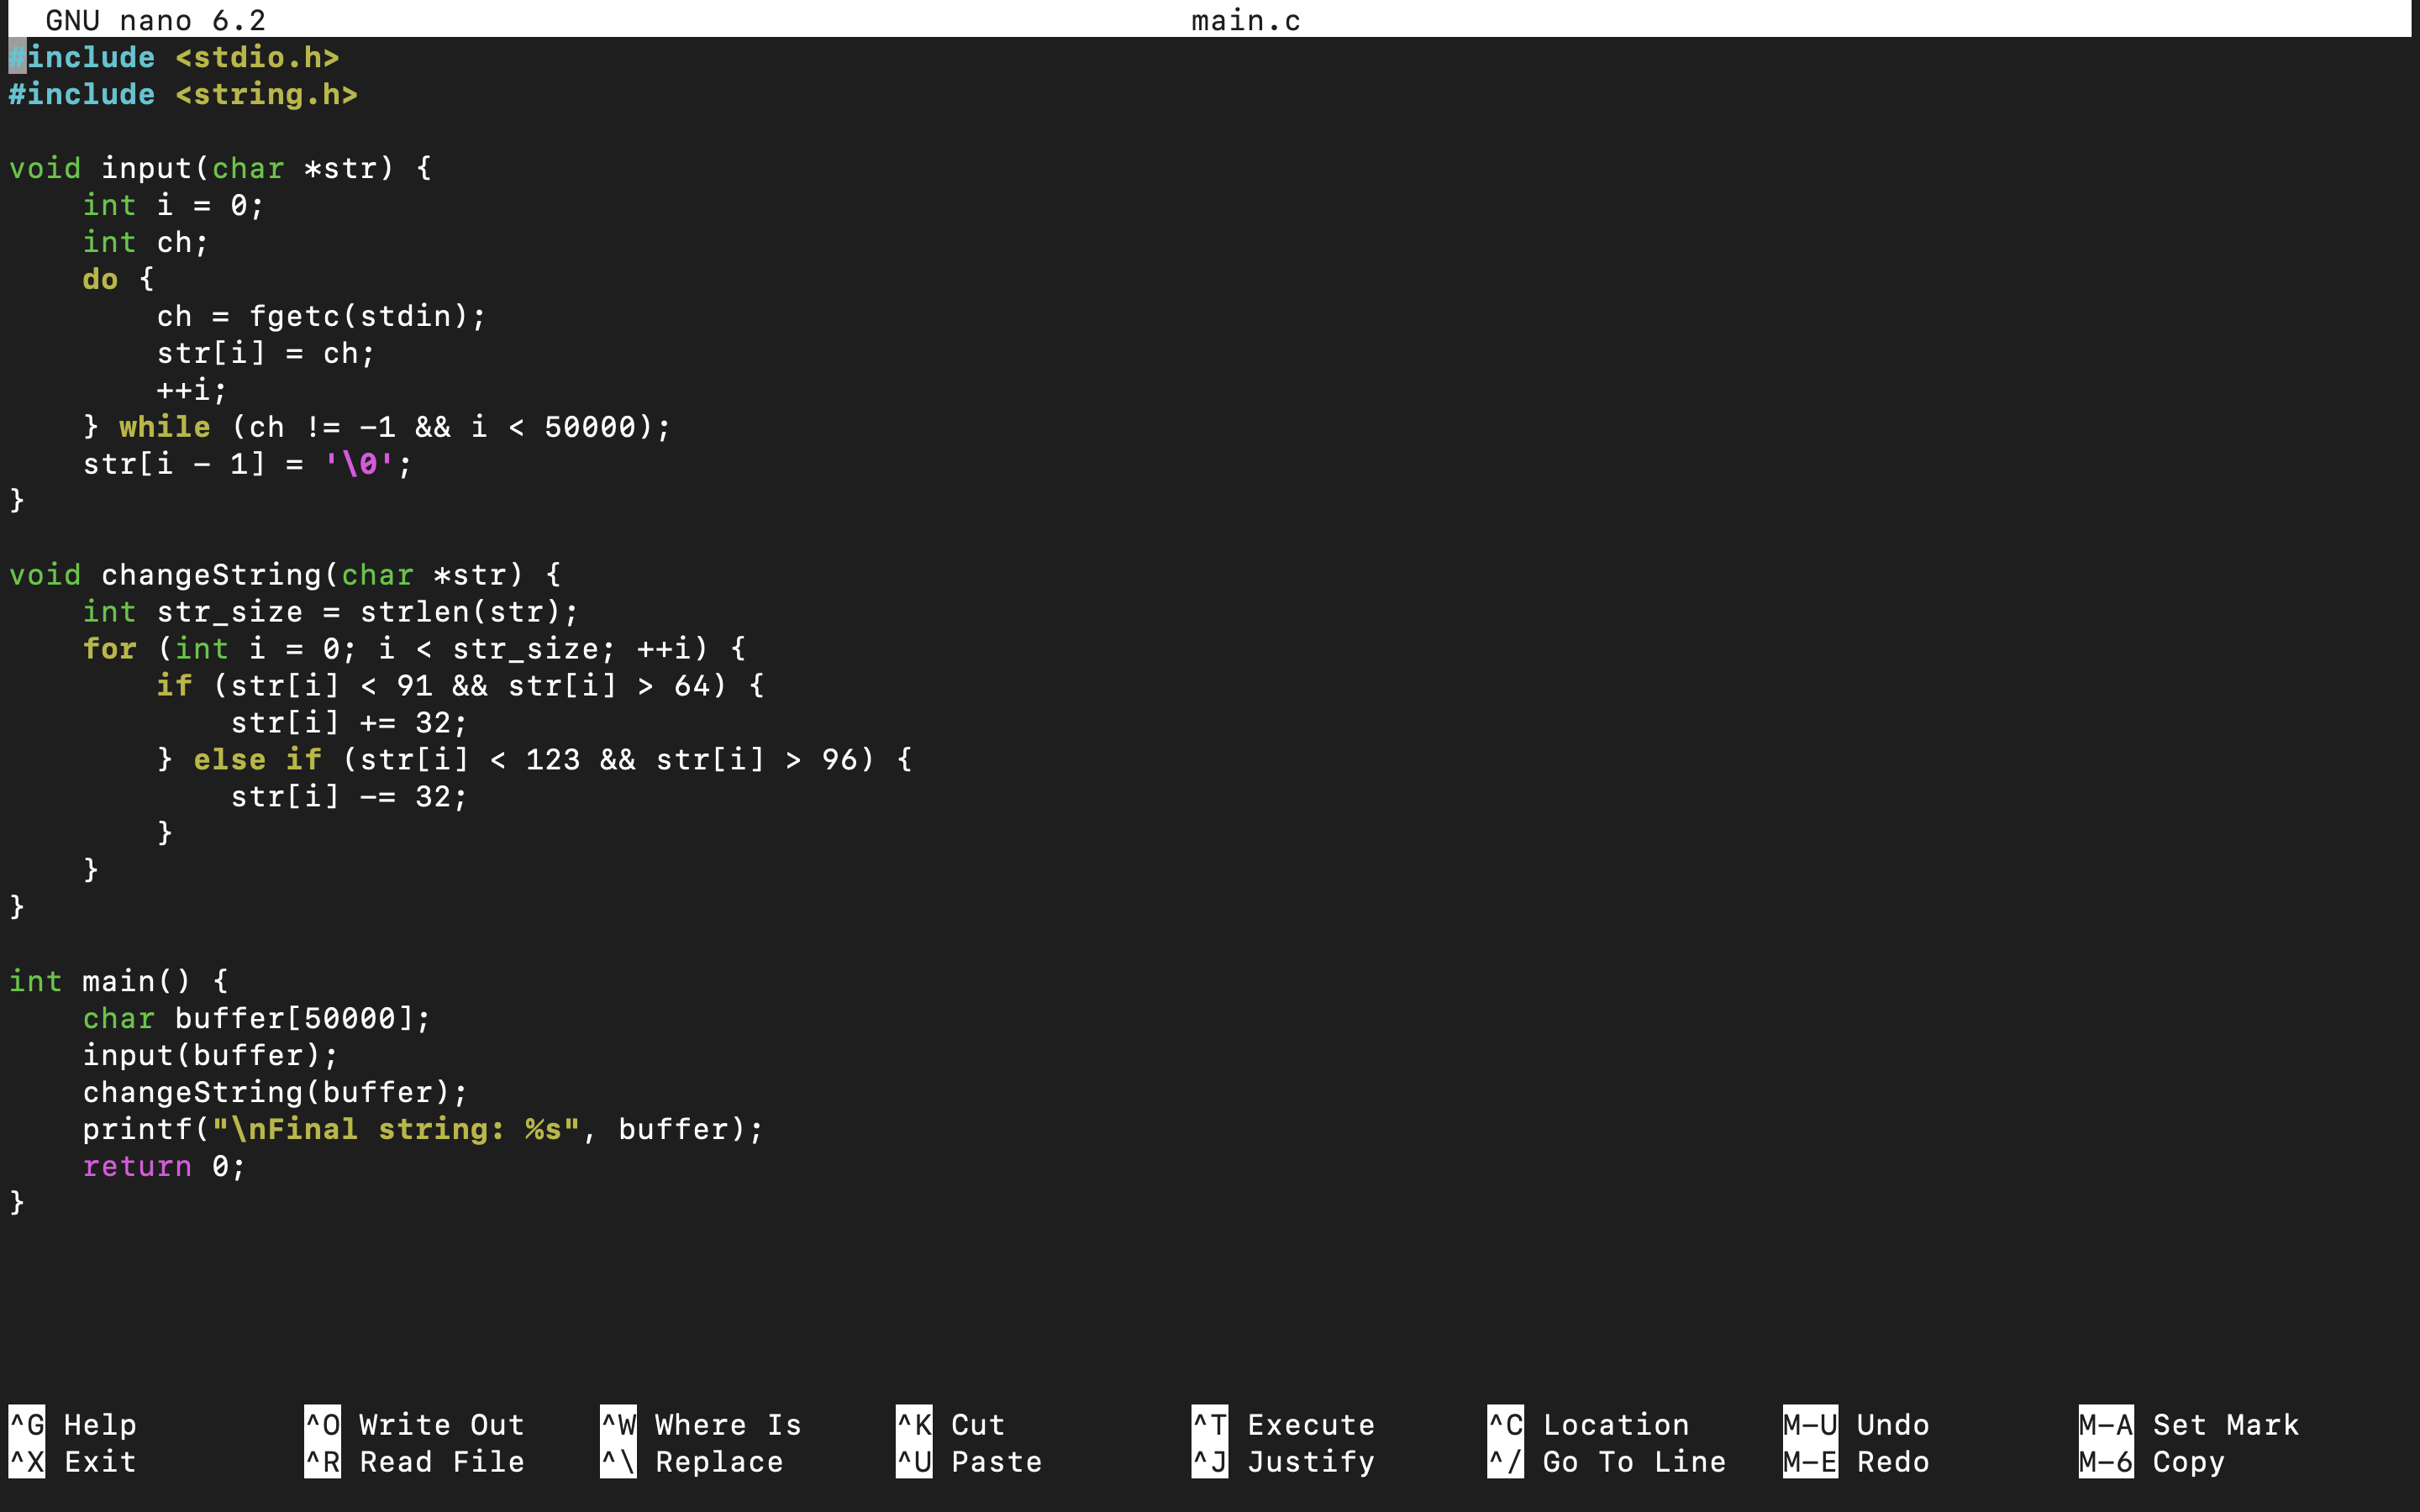 GNU nano 6.2 main.c
#include <stdio.h>
#include <string.h>

void input(char *str) {
    int i = 0;
    int ch;
    do {
        ch = fgetc(stdin);
        str[i] = ch;
        ++i;
    } while (ch != -1 && i < 50000);
    str[i - 1] = '\0';
}

void changeString(char *str) {
    int str_size = strlen(str);
    for (int i = 0; i < str_size; ++i) {
        if (str[i] < 91 && str[i] > 64) {
            str[i] += 32;
        } else if (str[i] < 123 && str[i] > 96) {
            str[i] -= 32;
        }
    }
}

int main() {
    char buffer[50000];
    input(buffer);
    changeString(buffer);
    printf("\nFinal string: %s", buffer);
    return 0;
}

^G Help ^O Write Out ^W Where Is ^K Cut ^T Execute ^C Location M-U Undo M-A Set Mark
^X Exit ^R Read File ^\ Replace ^U Paste ^J Justify ^/ Go To Line M-E Redo M-6 Copy